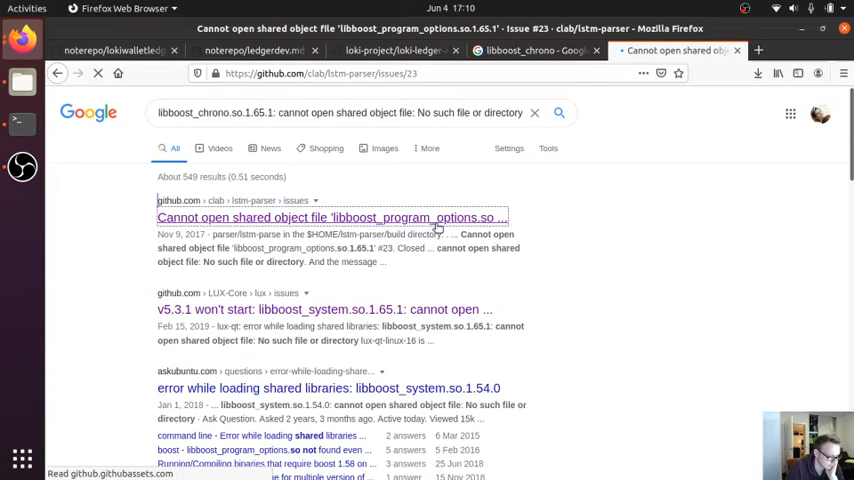 Activities
Firefox Web Browser
Jun 4 17:10
Cannot open shared object file 'libboost_program_options.so.1.65.1' · Issue #23 · clab/lstm-parser - Mozilla Firefox
noterepo/lokiwalletledg
noterepo/ledgerdev.md
loki-project/loki-ledger-
libboost_chrono - Google
Cannot open shared obje
https://github.com/clab/lstm-parser/issues/23
Google
libboost_chrono.so.1.65.1: cannot open shared object file: No such file or directory
All
Videos
News
Shopping
Images
More
Settings
Tools
About 549 results (0.51 seconds)
github.com › clab › lstm-parser › issues
Cannot open shared object file 'libboost_program_options.so ...
Nov 9, 2017 - parser/lstm-parse in the $HOME/lstm-parser/build directory. . ... Cannot open
shared object file 'libboost_program_options.so.1.65.1' #23. Closed ... cannot open shared
object file: No such file or directory. And the message ...
github.com › LUX-Core › lux › issues
v5.3.1 won't start: libboost_system.so.1.65.1: cannot open ...
Feb 15, 2019 - lux-qt: error while loading shared libraries: libboost_system.so.1.65.1: cannot
open shared object file: No such file or directory lux-qt-linux-16 is ...
askubuntu.com › questions › error-while-loading-share...
error while loading shared libraries: libboost_system.so.1.54.0
Jan 1, 2018 - ... libboost_system.so.1.54.0: cannot open shared object file: No such file or
directory · Ask Question. Asked 2 years, 3 months ago. Active today. Viewed 15k ...
command line - Error while loading shared libraries ...
2 answers
6 Mar 2015
boost - libboost_program_options.so not found even ...
5 answers
5 Feb 2016
Running/Compiling binaries that require boost 1.58 on ...
3 answers
25 Jun 2018
for multiple version of ...
Read github.githubassets.com